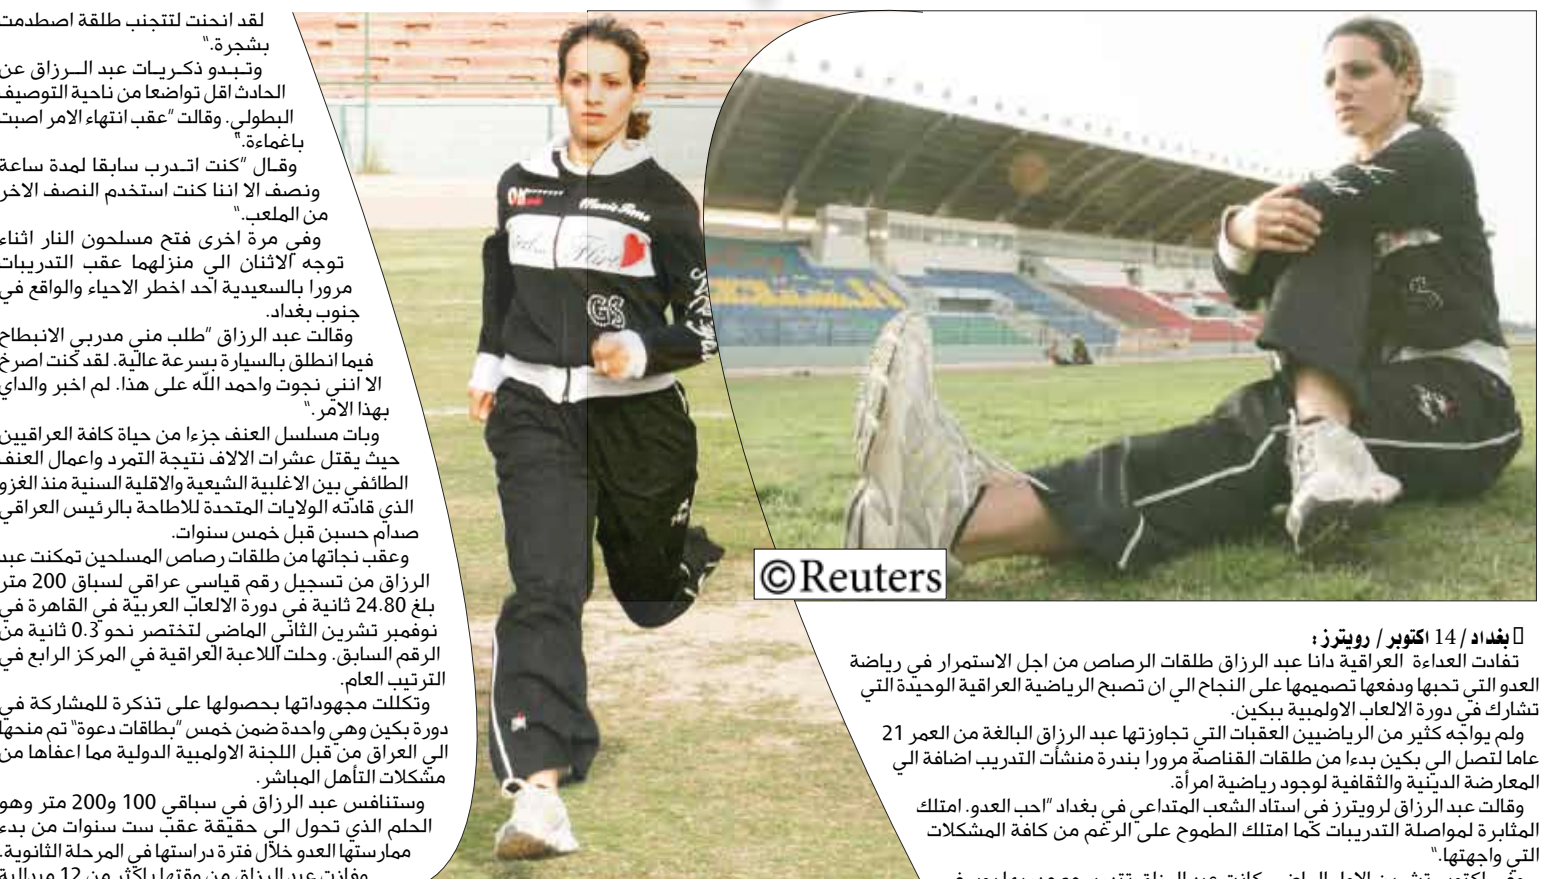 بغداد / 14 اكتوبر / رويترز :
تفادت العداءة العراقية دانا عبد الرزاق طلقات الرصاص من اجل الاستمرار في رياضة
العدو التي تحبها ودفعها تصميمها على النجاح الي ان تصبح الرياضية العراقية الوحيدة التي
تشارك في دورة الالعاب الاولمبية ببكين.
ولم يواجه كثير من الرياضيين العقبات التي تجاوزتها عبد الرزاق البالغة من العمر 21
عاما لتصل الي بكين بدءا من طلقات القناصة مرورا بندرة منشأت التدريب اضافة الي
المعارضة الدينية والثقافية لوجود رياضية امرأة.
وقالت عبد الرزاق لرويترز في استاد الشعب المتداعي في بغداد "احب العدو. امتلك
المثابرة لمواصلة التدريبات كما امتلك الطموح على الرغم من كافة المشكلات
التي واجهتها."
لقد انحنت لتتجنب طلقة اصطدمت
بشجرة."
وتبدو ذكريات عبد الرزاق عن
الحادث اقل تواضعا من ناحية التوصيف
البطولي. وقالت "عقب انتهاء الامر اصبت
باغماءة."
وقال "كنت اتدرب سابقا لمدة ساعة
ونصف الا اننا كنت استخدم النصف الاخر
من الملعب."
وفي مرة اخرى فتح مسلحون النار اثناء
توجه الاثنان الي منزلهما عقب التدريبات
مرورا بالسعيدية احد اخطر الاحياء والواقع في
جنوب بغداد.
وقالت عبد الرزاق "طلب مني مدربي الانبطاح
فيما انطلق بالسيارة بسرعة عالية. لقد كنت اصرخ
الا انني نجوت واحمد الله على هذا. لم اخبر والداي
بهذا الامر."
وبات مسلسل العنف جزءا من حياة كافة العراقيين
حيث يقتل عشرات الالاف نتيجة التمرد واعمال العنف
الطائفي بين الاغلبية الشيعية والاقلية السنية منذ الغزو
الذي قادته الولايات المتحدة للاطاحة بالرئيس العراقي
صدام حسين قبل خمس سنوات.
وعقب نجاتها من طلقات رصاص المسلحين تمكنت عبد
الرزاق من تسجيل رقم قياسي عراقي لسباق 200 متر
بلغ 24.80 ثانية في دورة الالعاب العربية في القاهرة في
نوفمبر تشرين الثاني الماضي لتختصر نحو 0.3 ثانية من
الرقم السابق. وحلت اللاعبة العراقية في المركز الرابع في
الترتيب العام.
وتكللت مجهوداتها بحصولها على تذكرة للمشاركة في
دورة بكين وهي واحدة ضمن خمس "بطاقات دعوة" تم منحها
الي العراق من قبل اللجنة الاولمبية الدولية مما اعفاها من
مشكلات التأهل المباشر.
وستنافس عبد الرزاق في سباقي 100 و200 متر وهو
الحلم الذي تحول الي حقيقة عقب ست سنوات من بدء
ممارستها العدو خلال فترة دراستها في المرحلة الثانوية.
©Reuters
GS